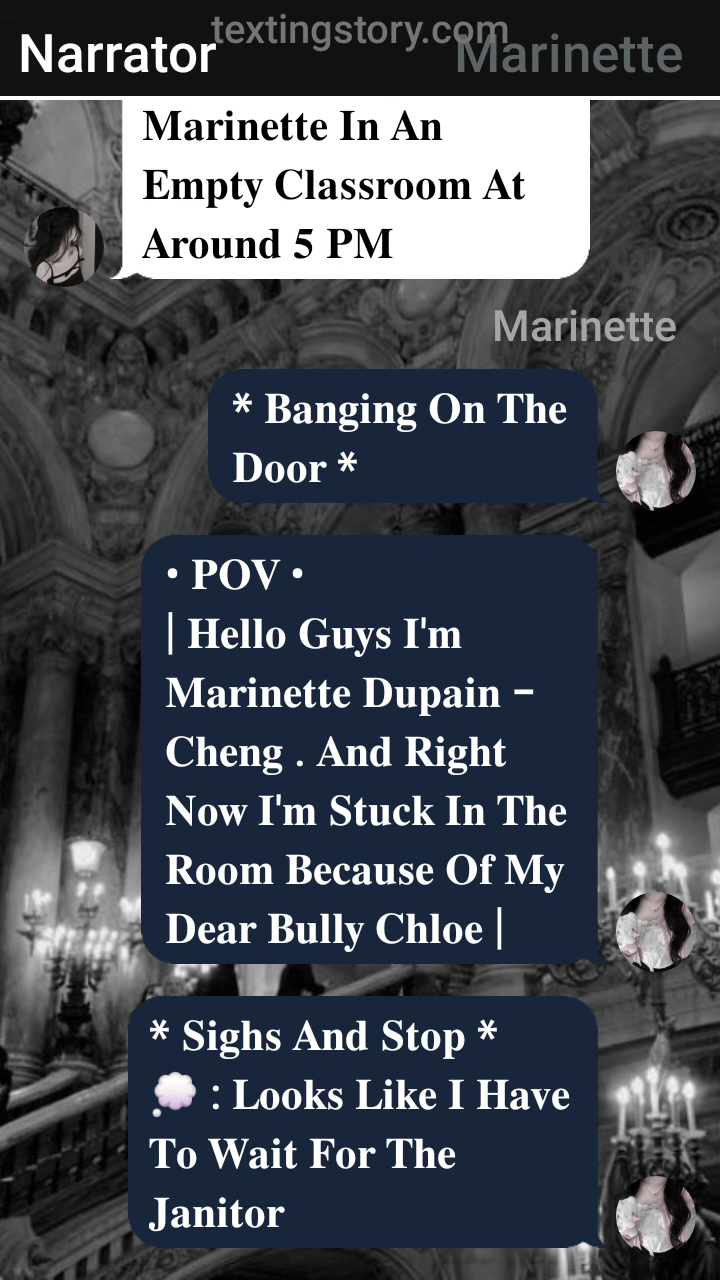 textingstory.com
Narrator
Marinette
Marinette In An
Empty Classroom At
Around 5 PM
Marinette
* Banging On The
Door *
• POV •
| Hello Guys I'm
Marinette Dupain –
Cheng . And Right
Now I'm Stuck In The
Room Because Of My
Dear Bully Chloe |
* Sighs And Stop *
💭 : Looks Like I Have
To Wait For The
Janitor